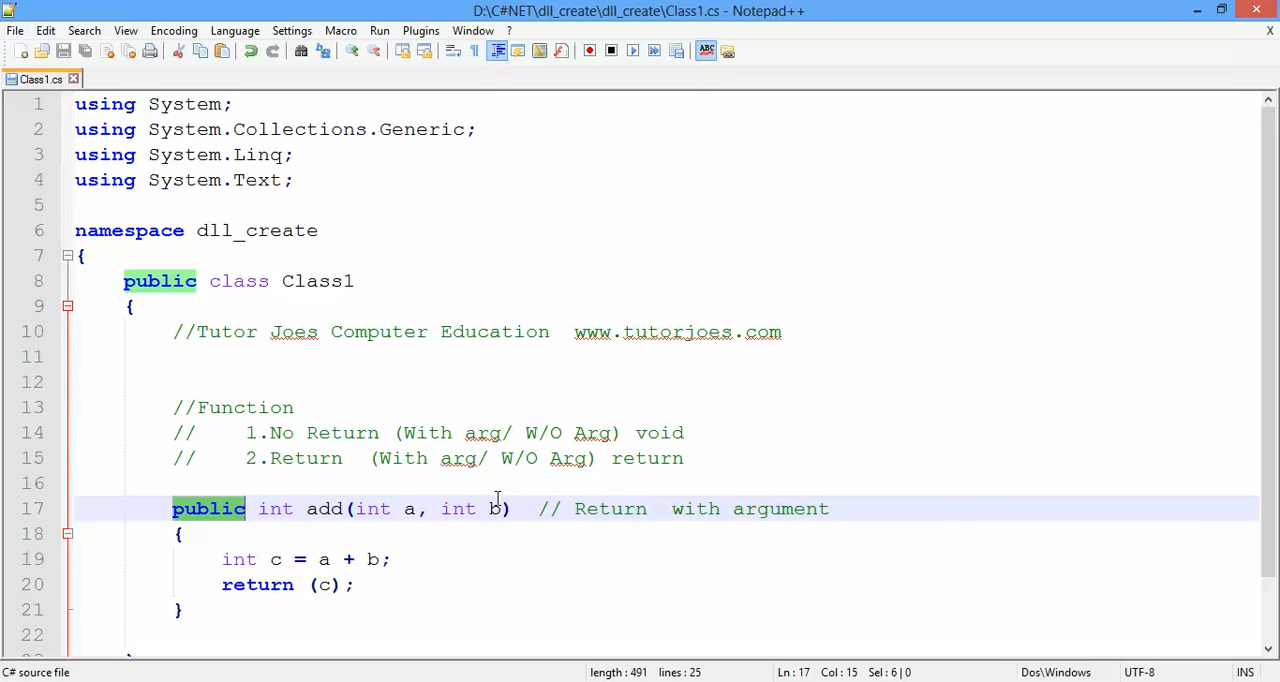 D:\C#NET\dll_create\dll_create\Class1.cs - Notepad++
File Edit Search View Encoding Language Settings Macro Run Plugins Window ? X
ABC
Class1.cs
1 using System;
2 using System.Collections.Generic;
3 using System.Linq;
4 using System.Text;
5
6 namespace dll_create
7 {
8 public class Class1
9 {
10 //Tutor Joes Computer Education  www.tutorjoes.com
11
12
13 //Function
14 //    1.No Return (With arg/ W/O Arg) void
15 //    2.Return  (With arg/ W/O Arg) return
16
17 public int add(int a, int b)  // Return  with argument
18 {
19 int c = a + b;
20 return (c);
21 }
22
C# source file length : 491 lines : 25 Ln : 17 Col : 15 Sel : 6 | 0 Dos\Windows UTF-8 INS